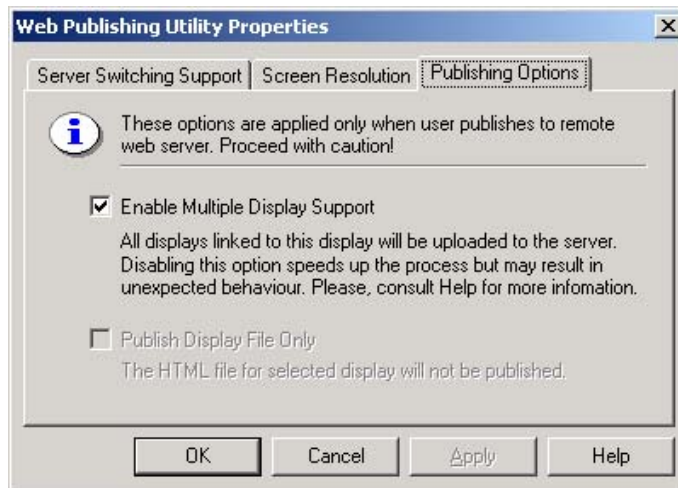 Web Publishing Utility Properties
Server Switching Support
Screen Resolution
Publishing Options
These options are applied only when user publishes to remote
web server. Proceed with caution!
Enable Multiple Display Support
All displays linked to this display will be uploaded to the server.
Disabling this option speeds up the process but may result in
unexpected behaviour. Please, consult Help for more infomation.
Publish Display File Only
The HTML file for selected display will not be published.
OK
Cancel
Apply
Help